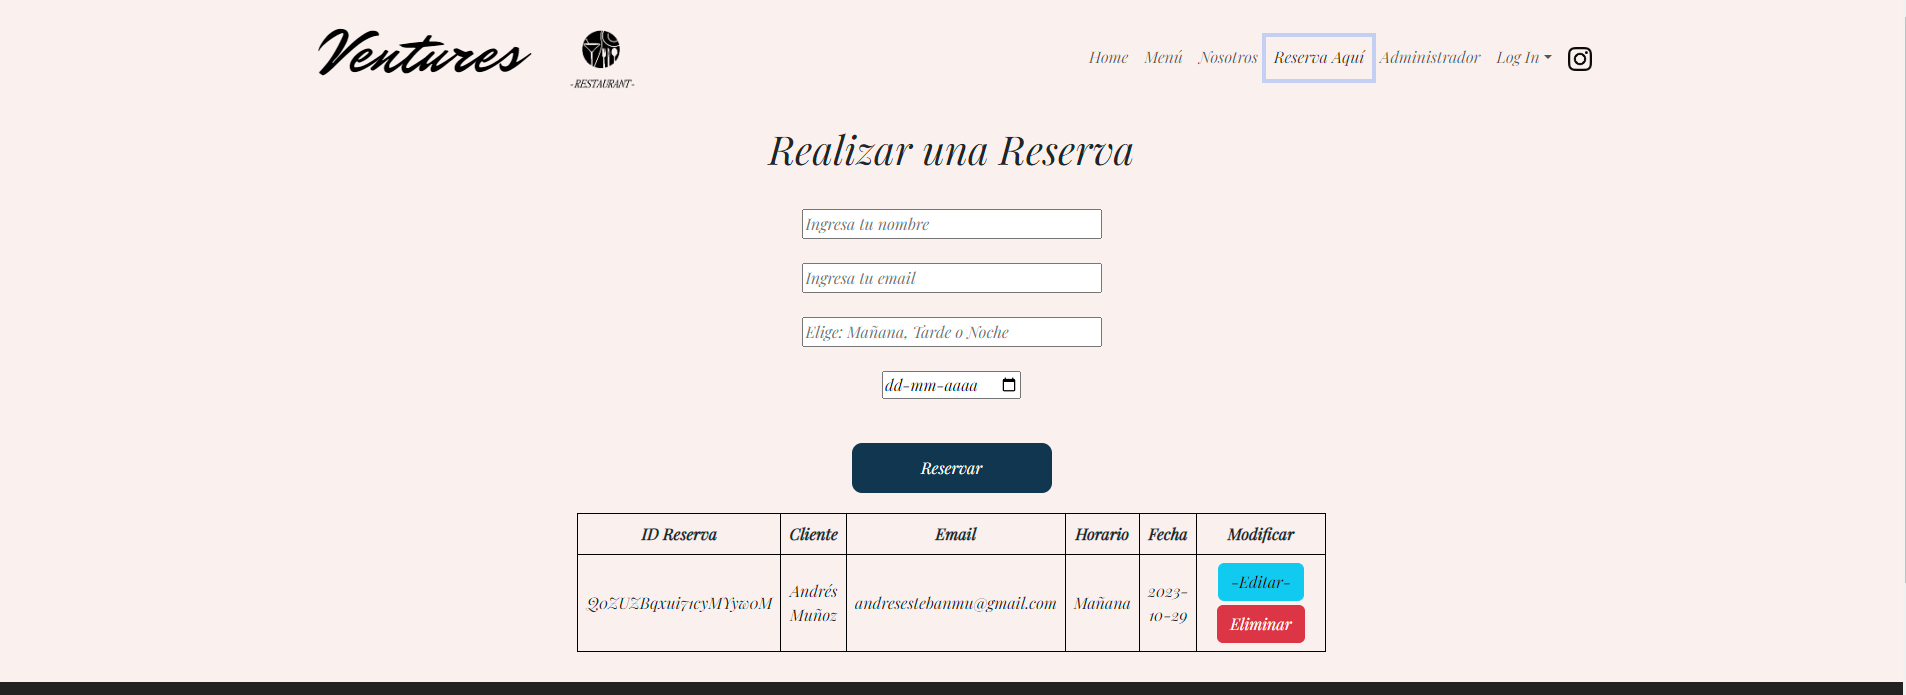 Ventures
-RESTAURANT-
Home Menú Nosotros Reserva Aquí Administrador Log In
Realizar una Reserva
Ingresa tu nombre
Ingresa tu email
Elige: Mañana, Tarde o Noche
dd-mm-aaaa
Reservar
ID Reserva Cliente Email Horario Fecha Modificar
QoZUZBqxui71cyMYyw0M Andrés Muñoz andresestebanmu@gmail.com Mañana 2023-10-29 -Editar-
Eliminar